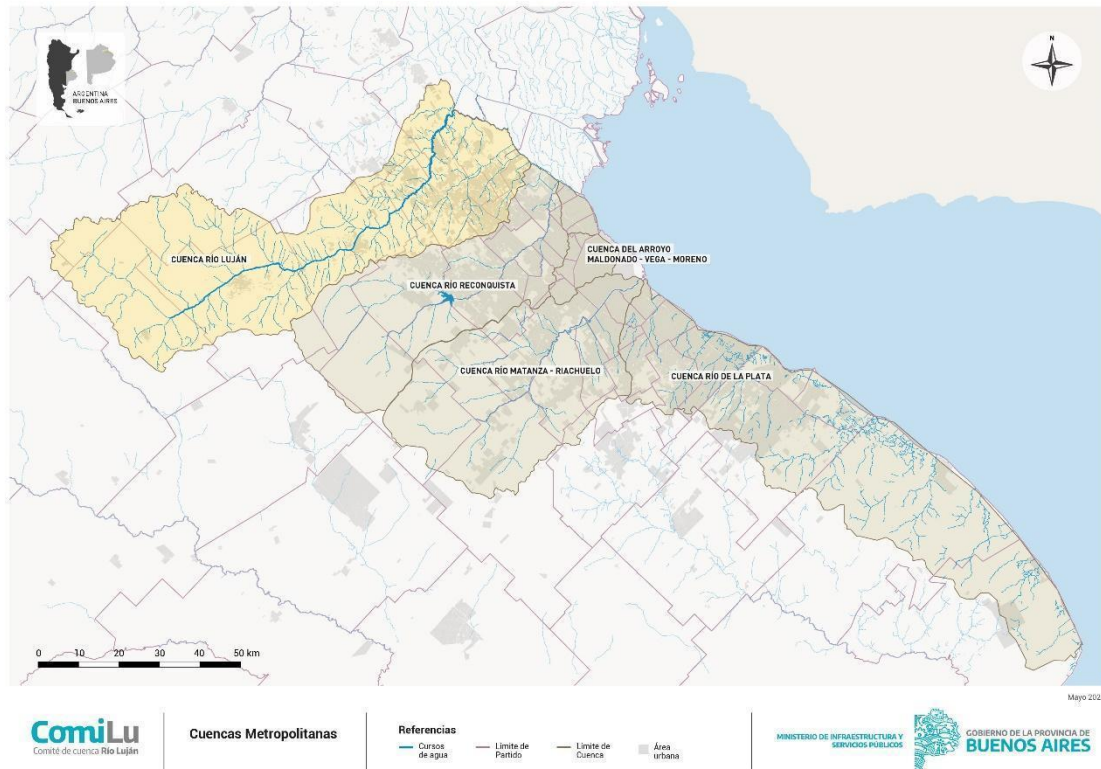 ARGENTINA
BUENOS AIRES
N
CUENCA RÍO LUJÁN
CUENCA DEL ARROYO
MALDONADO - VEGA - MORENO
CUENCA RÍO RECONQUISTA
CUENCA RÍO MATANZA - RIACHUELO
CUENCA RÍO DE LA PLATA
0 10 20 30 40 50 km
Mayo 202
ComiLu
Comité de cuenca Río Luján
Cuencas Metropolitanas
Referencias
Cursos
de agua
Límite de
Partido
Límite de
Cuenca
Área
urbana
MINISTERIO DE INFRAESTRUCTURA Y
SERVICIOS PÚBLICOS
GOBIERNO DE LA PROVINCIA DE
BUENOS AIRES